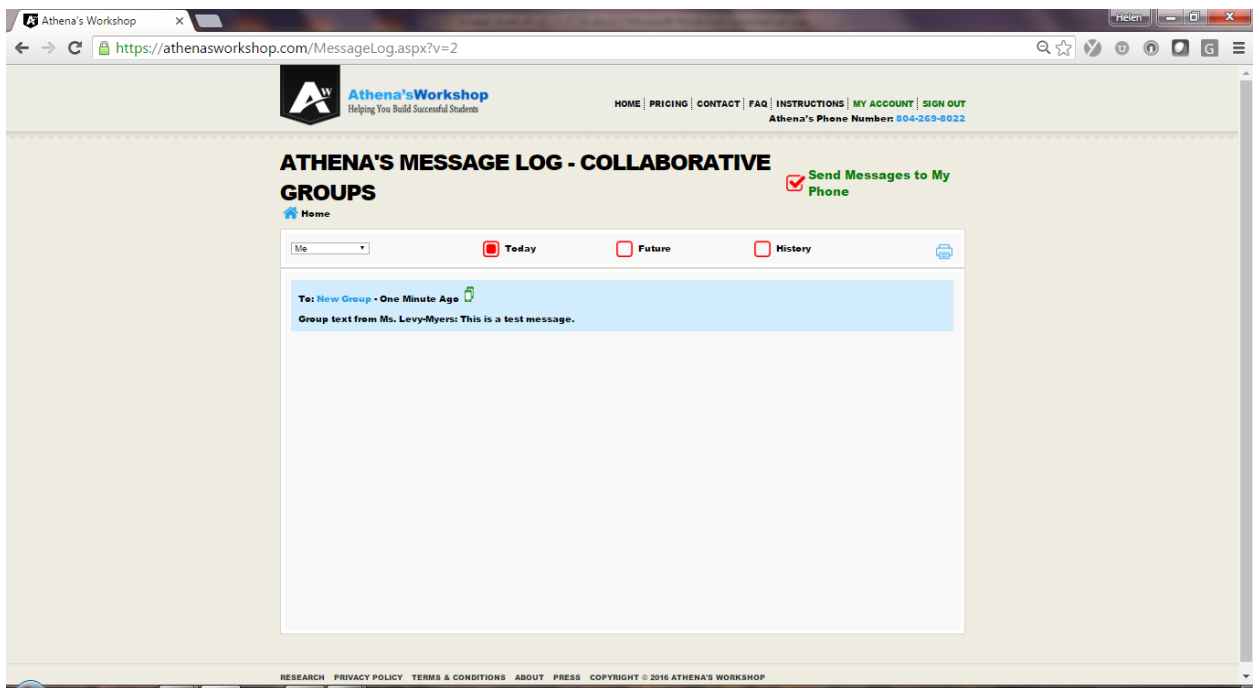 Athena's Workshop
Helen
https://athenasworkshop.com/MessageLog.aspx?v=2
AW
Athena'sWorkshop
Helping You Build Successful Students
HOME PRICING CONTACT FAQ INSTRUCTIONS MY ACCOUNT SIGN OUT
Athena's Phone Number: 804-269-8022
ATHENA'S MESSAGE LOG - COLLABORATIVE
GROUPS
Send Messages to My
Phone
Home
Me Today Future History
To: New Group - One Minute Ago
Group text from Ms. Levy-Myers: This is a test message.
RESEARCH PRIVACY POLICY TERMS & CONDITIONS ABOUT PRESS COPYRIGHT © 2016 ATHENA'S WORKSHOP